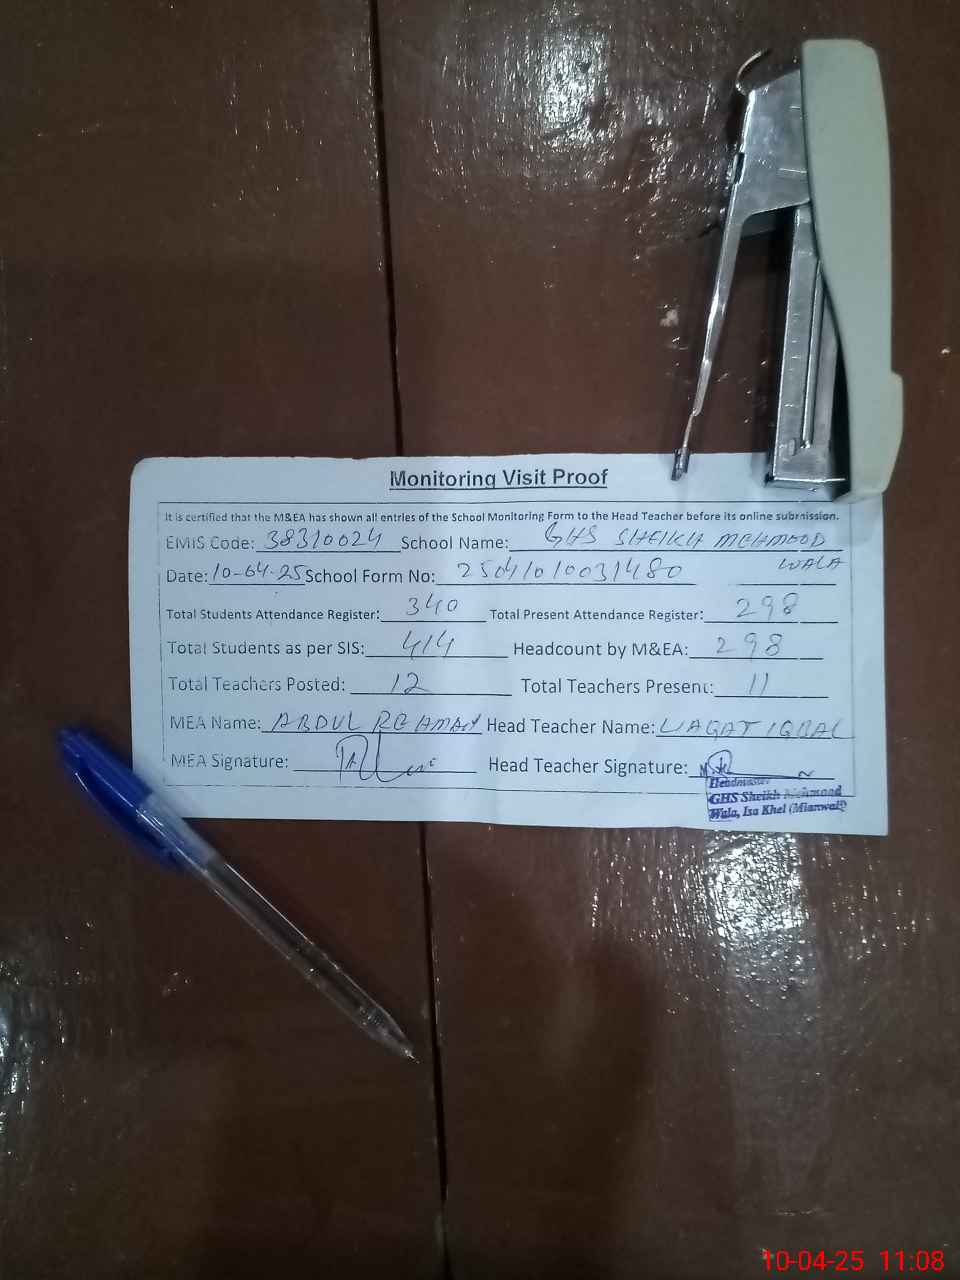 Monitoring Visit Proof
It is certified that the M&EA has shown all entries of the School Monitoring Form to the Head Teacher before its online submission.
EMIS Code: 38310024 School Name: GHS SHEIKH MEHMOOD
WALA
Date: 10-04-25 School Form No: 25041010031480
Total Students Attendance Register: 340 Total Present Attendance Register: 298
Total Students as per SIS: 414 Headcount by M&EA: 298
Total Teachers Posted: 12 Total Teachers Present: 11
MEA Name: ABDUL REHMAN Head Teacher Name: LIAQAT IQBAL
MEA Signature: Head Teacher Signature:
Headmaster
GHS Sheikh Mehmood
Wala, Isa Khel (Mianwali)
10-04-25 11:08